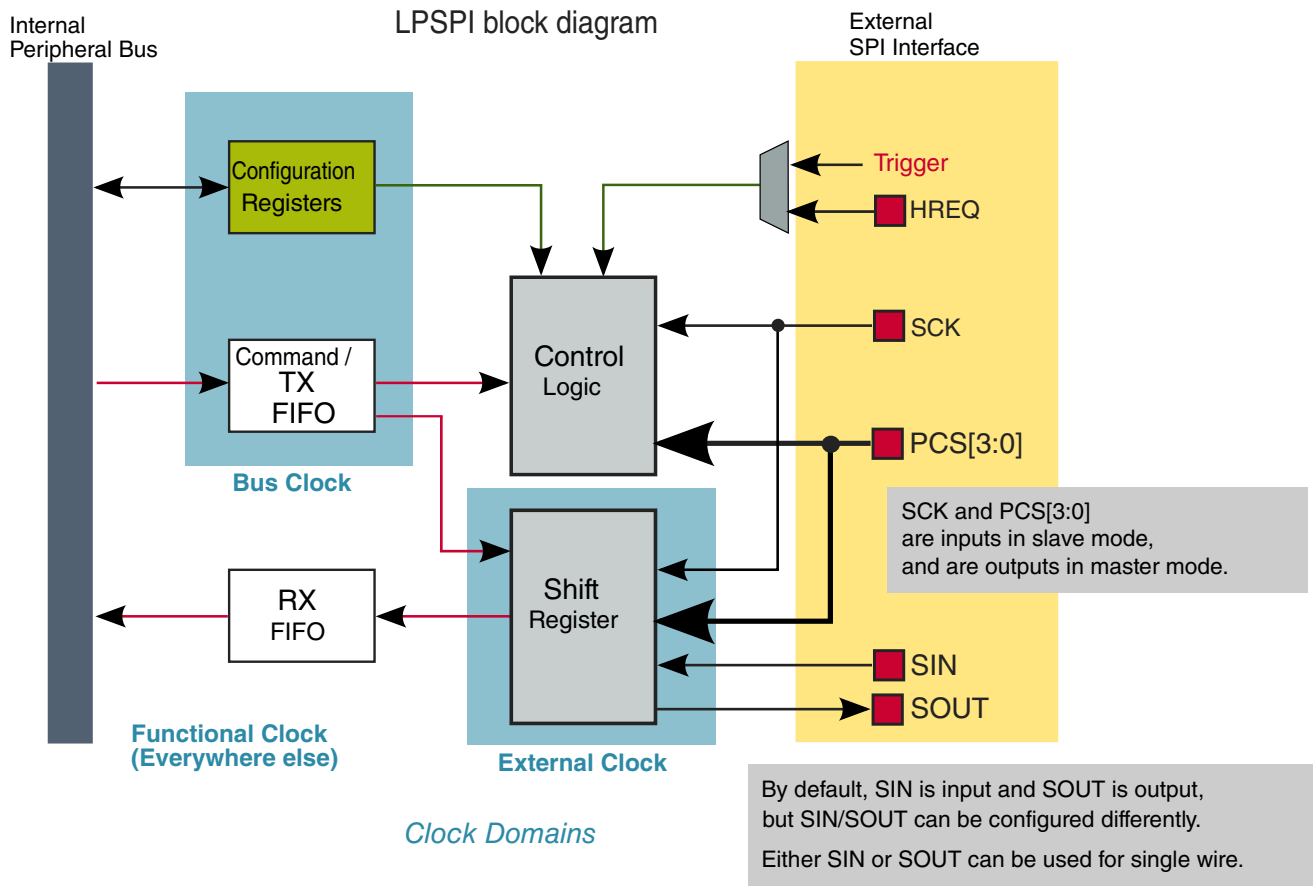 Internal
Peripheral Bus
LPSPI block diagram
External
SPI Interface
Configuration
Registers
Trigger
HREQ
SCK
Command /
TX
FIFO
Control
Logic
PCS[3:0]
Bus Clock
SCK and PCS[3:0]
are inputs in slave mode,
and are outputs in master mode.
RX
FIFO
Shift
Register
SIN
SOUT
Functional Clock
(Everywhere else)
External Clock
By default, SIN is input and SOUT is output,
but SIN/SOUT can be configured differently.
Either SIN or SOUT can be used for single wire.
Clock Domains